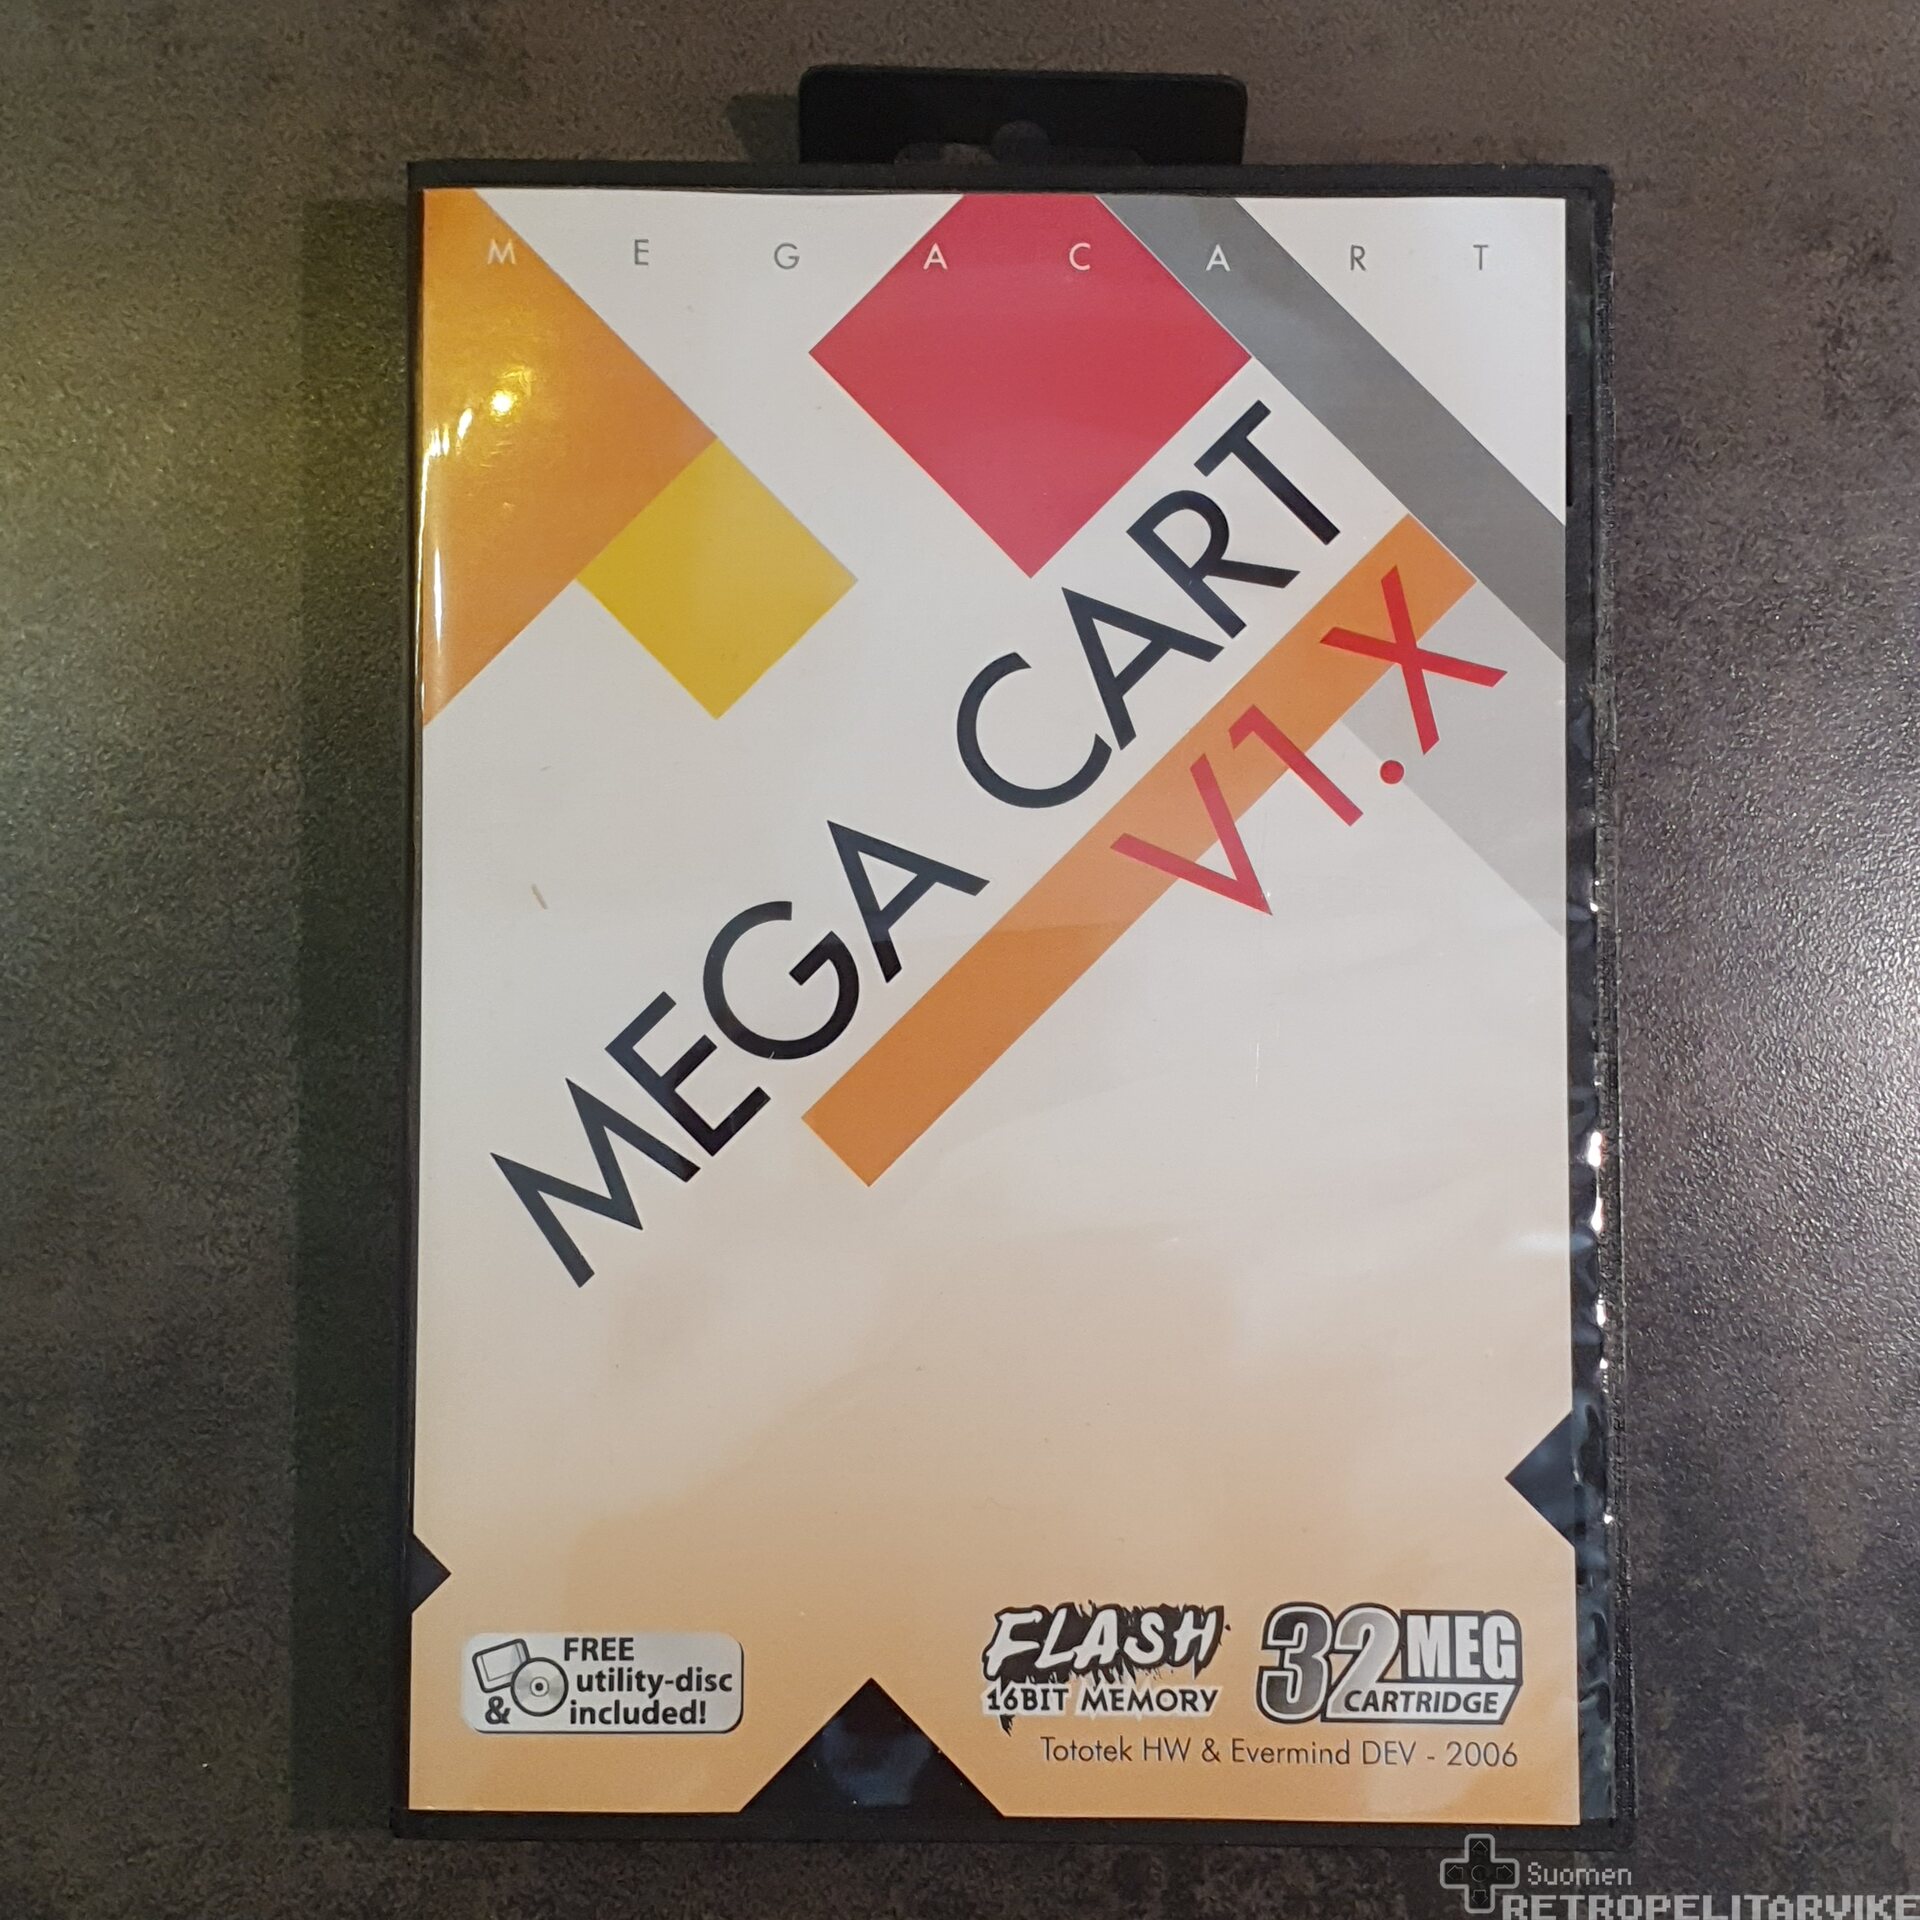 MEGACART
MEGA CART
V1.X
FREE
utility-disc
& included!
FLASH
16BIT MEMORY
32 MEG
CARTRIDGE
Tototek HW & Evermind DEV - 2006
Suomen
RETROPELITARVIKE